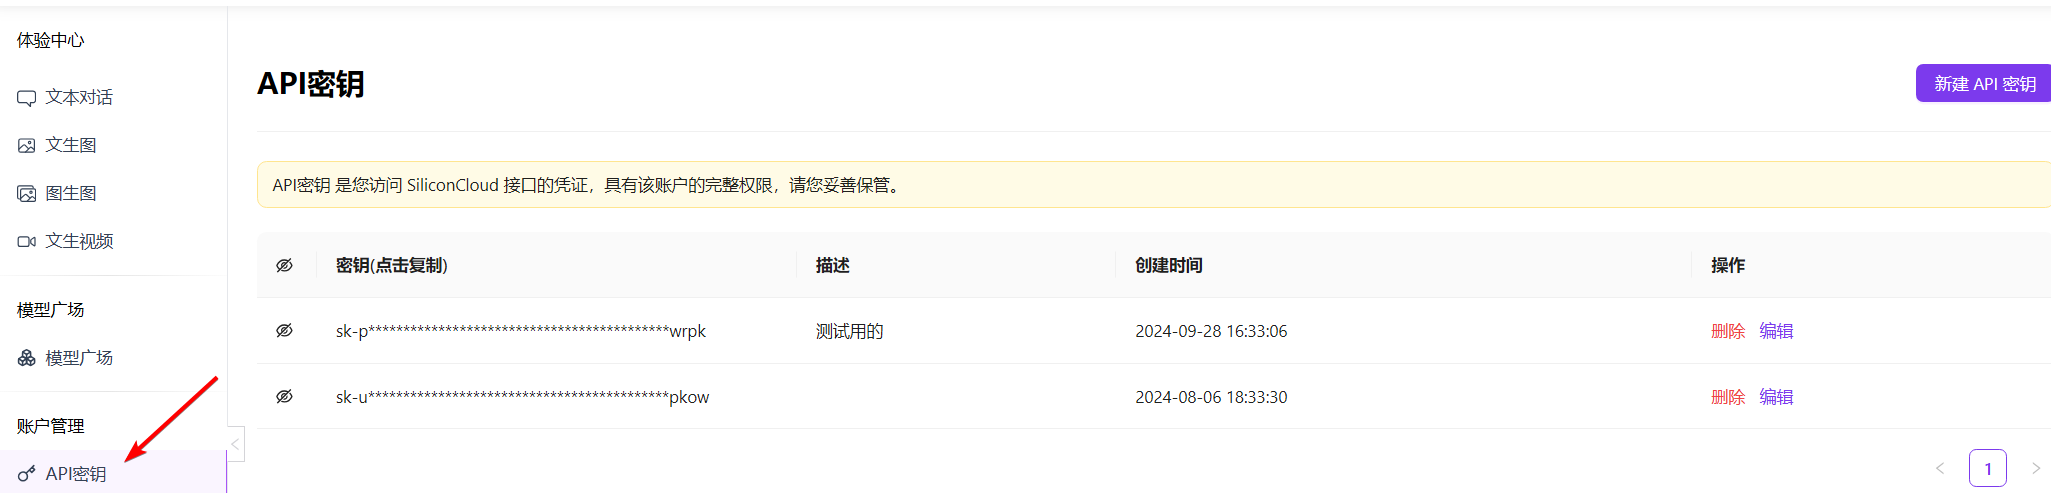 体验中心
文本对话
文生图
图生图
文生视频
模型广场
模型广场
账户管理
API密钥
API密钥
新建 API 密钥
API密钥 是您访问 SiliconCloud 接口的凭证，具有该账户的完整权限，请您妥善保管。
密钥(点击复制) 描述 创建时间 操作
sk-p*******************************************wrpk 测试用的 2024-09-28 16:33:06 删除 编辑
sk-u*******************************************pkow 2024-08-06 18:33:30 删除 编辑
1